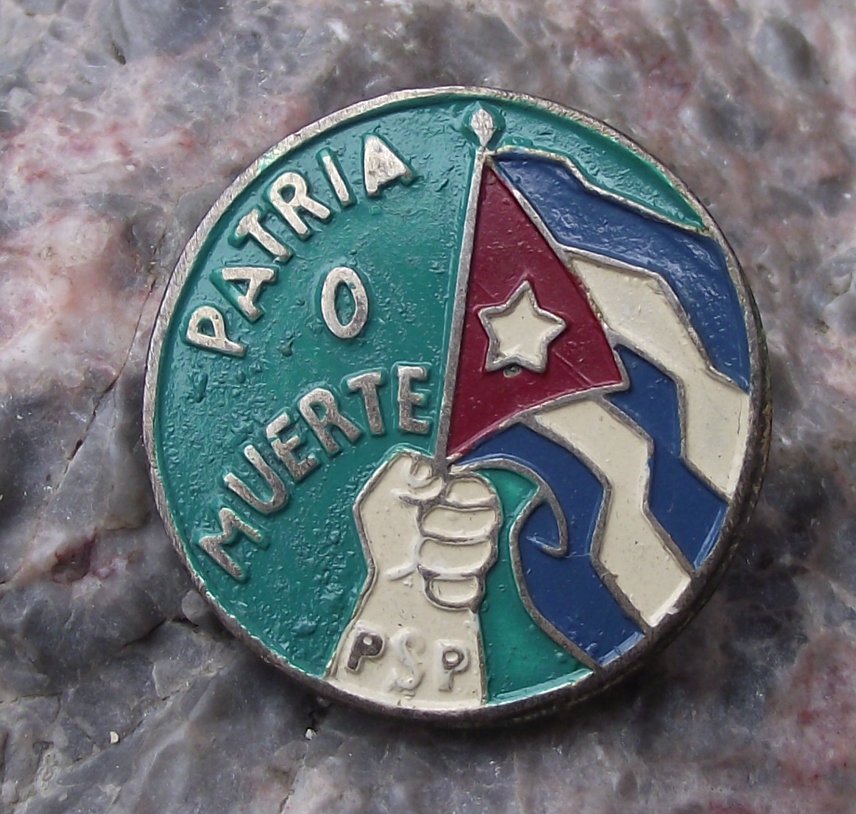 PATRIA
O
MUERTE
PSP